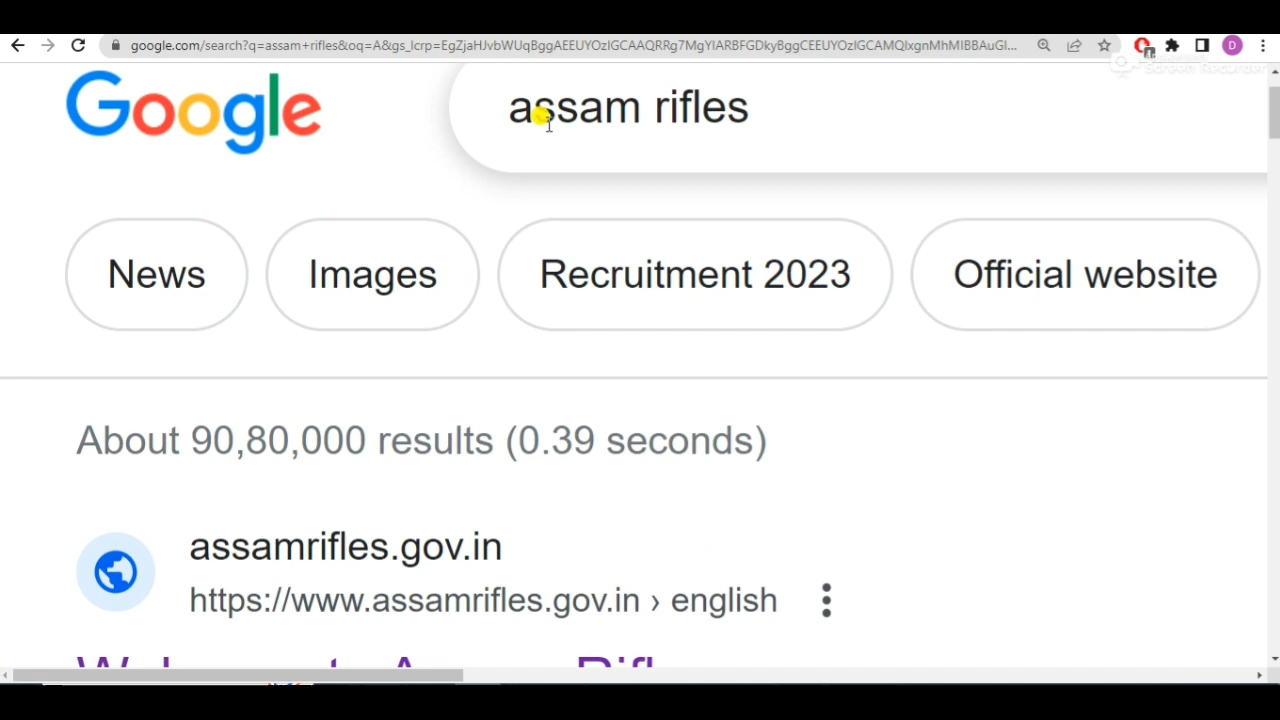 google.com/search?q=assam+rifles&oq=A&gs_lcrp=
D
Google
assam rifles
News
Images
Recruitment 2023
Official website
About 90,80,000 results (0.39 seconds)
assamrifles.gov.in
https://www.assamrifles.gov.in › english